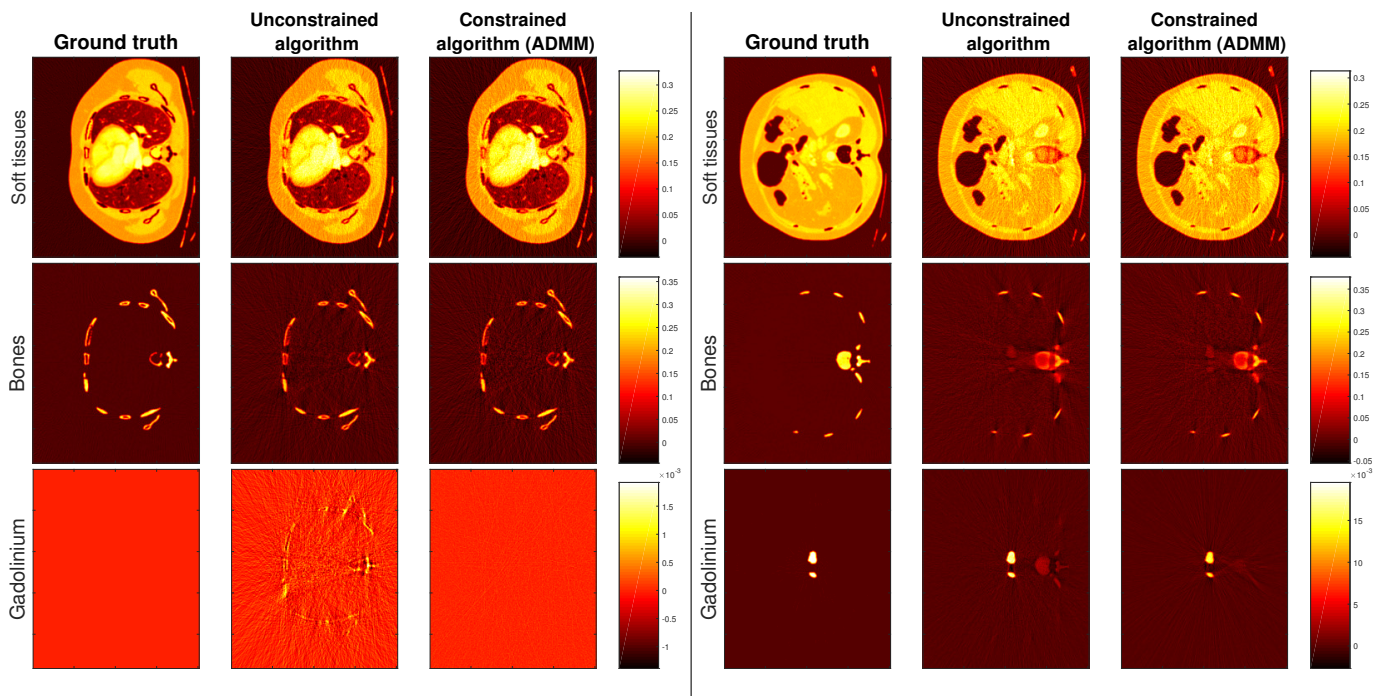 Ground truth
Unconstrained
algorithm
Constrained
algorithm (ADMM)
Ground truth
Unconstrained
algorithm
Constrained
algorithm (ADMM)
Soft tissues
0.3
0.25
0.2
0.15
0.1
0.05
0
Soft tissues
0.3
0.25
0.2
0.15
0.1
0.05
0
Bones
0.35
0.3
0.25
0.2
0.15
0.1
0.05
0
Bones
0.35
0.3
0.25
0.2
0.15
0.1
0.05
0
-0.05
Gadolinium
×10-3
1.5
1
0.5
0
-0.5
-1
Gadolinium
×10-3
15
10
5
0